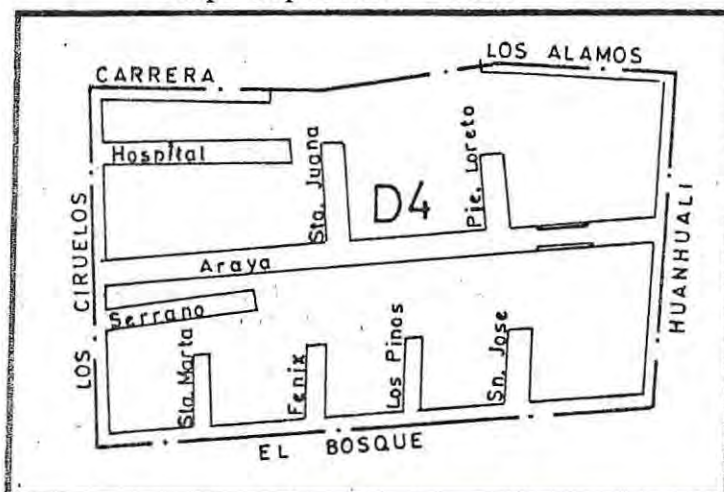 LOS ALAMOS
CARRERA
Hospital
Sta. Juana
D4
Pje. Loreto
Araya
Serrano
LOS CIRUELOS
HUANHUALI
Sta. Marta
Fenix
Los Pinos
Sn. Jose
EL BOSQUE